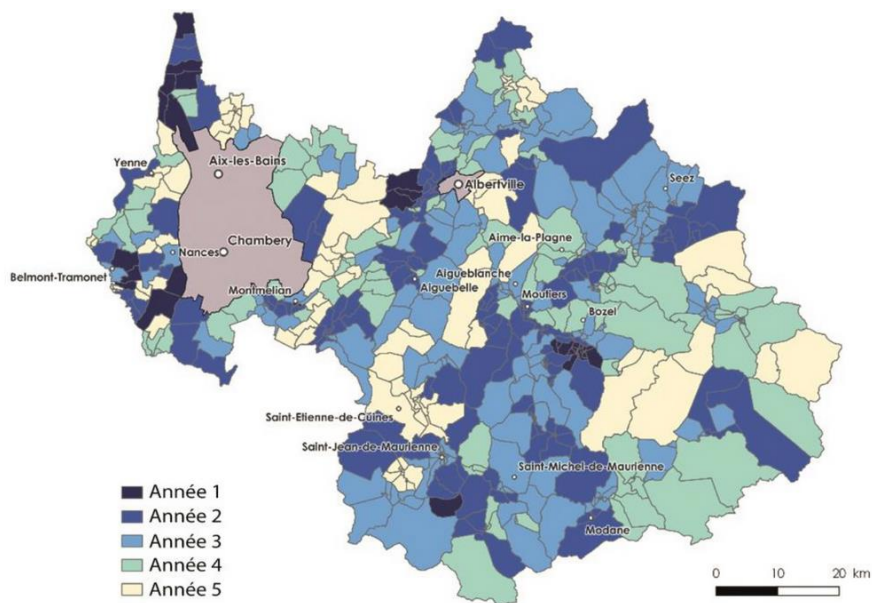 Yenne
Aix-les-Bains
Albertville
Seez
Nances
Chambery
Aime-la-Plagne
Belmont-Tramonet
Aigueblanche
Aiguebelle
Montmelian
Moutiers
Bozel
Saint-Etienne-de-Cuines
Saint-Jean-de-Maurienne
Saint-Michel-de-Maurienne
Modane
Année 1
Année 2
Année 3
Année 4
Année 5
0 10 20 km